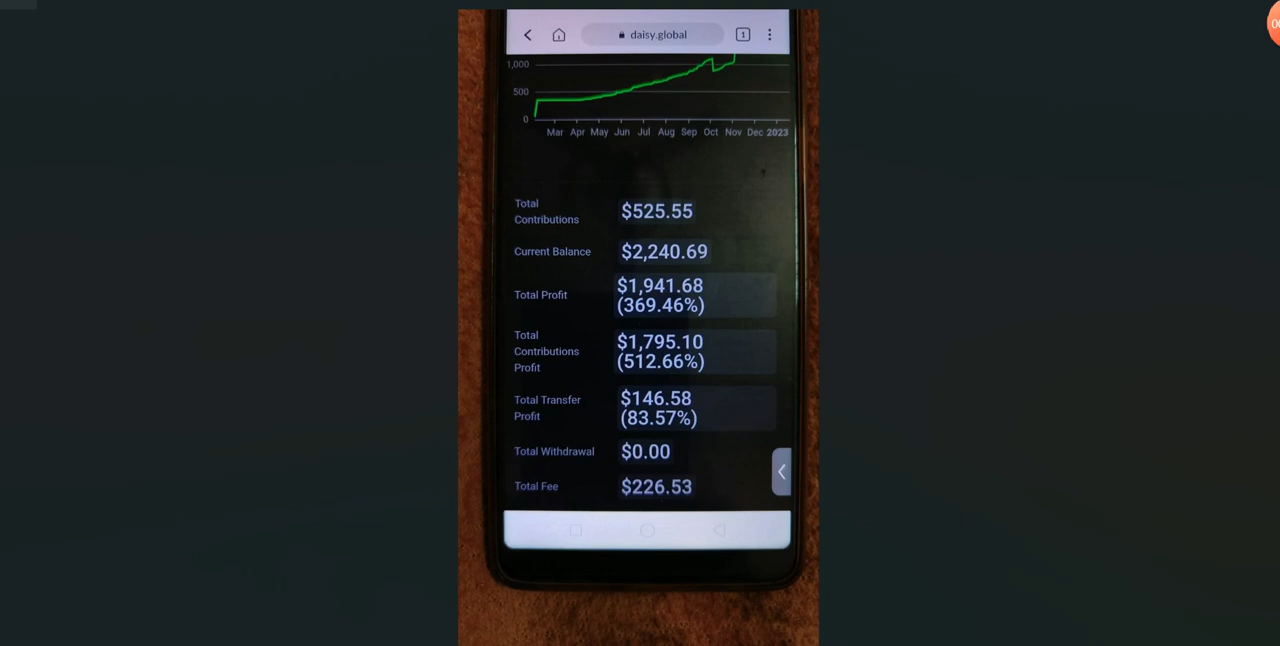 daisy.global
1
1,000
500
0
Mar Apr May Jun Jul Aug Sep Oct Nov Dec 2023
Total
Contributions
$525.55
Current Balance
$2,240.69
Total Profit
$1,941.68
(369.46%)
Total
Contributions
Profit
$1,795.10
(512.66%)
Total Transfer
Profit
$146.58
(83.57%)
Total Withdrawal
$0.00
Total Fee
$226.53